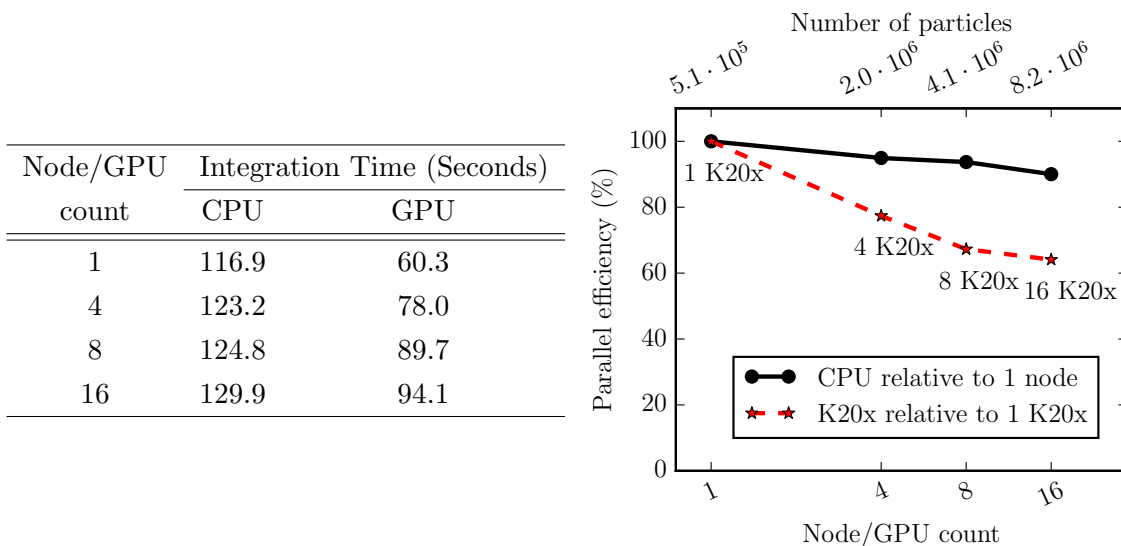 Node/GPU Integration Time (Seconds)
count CPU GPU
1 116.9 60.3
4 123.2 78.0
8 124.8 89.7
16 129.9 94.1
Number of particles
5.1 · 10^5 2.0 · 10^6 4.1 · 10^6 8.2 · 10^6
Parallel efficiency (%)
100
80
60
40
20
0
1 K20x
4 K20x
8 K20x 16 K20x
CPU relative to 1 node
K20x relative to 1 K20x
1 4 8 16
Node/GPU count